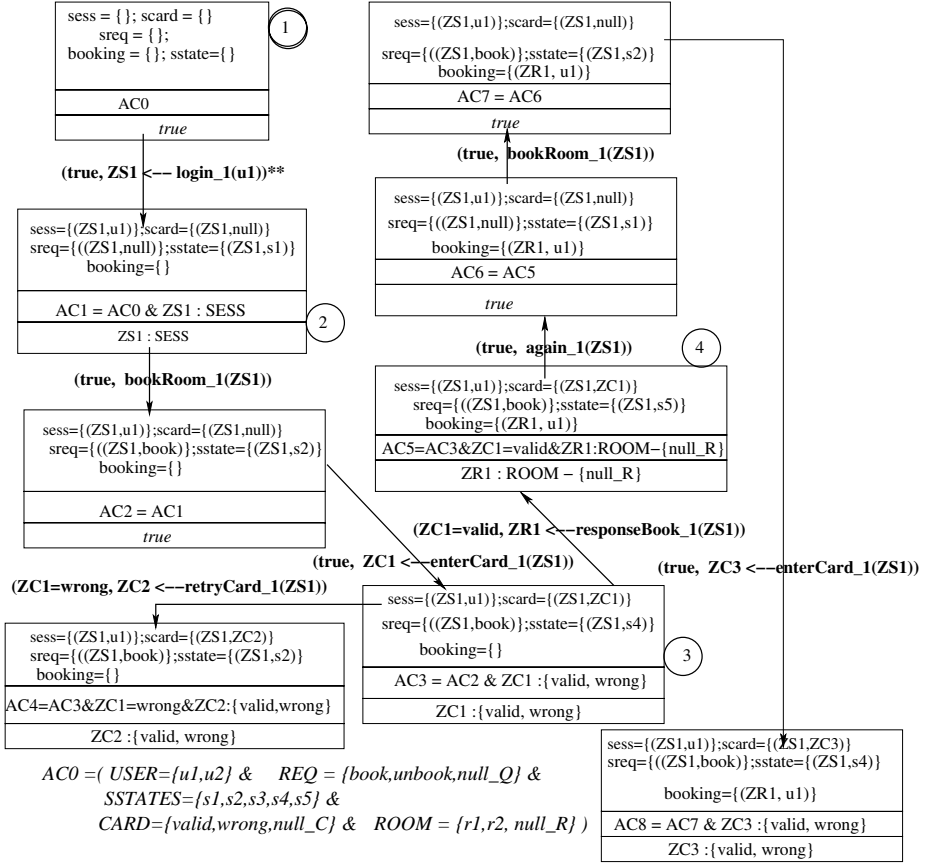 sess = {}; scard = {}
sreq = {};
booking = {}; sstate={}
AC0
true
1
(true, ZS1 <-- login_1(u1))**
sess={(ZS1,u1)};scard={(ZS1,null)}
sreq={((ZS1,null)};sstate={(ZS1,s1)}
booking={}
AC1 = AC0 & ZS1 : SESS
ZS1 : SESS
2
(true, bookRoom_1(ZS1))
sess={(ZS1,u1)};scard={(ZS1,null)}
sreq={((ZS1,book)};sstate={(ZS1,s2)}
booking={}
AC2 = AC1
true
(true, ZC1 <--enterCard_1(ZS1))
(ZC1=wrong, ZC2 <--retryCard_1(ZS1))
sess={(ZS1,u1)};scard={(ZS1,ZC2)}
sreq={((ZS1,book)};sstate={(ZS1,s2)}
booking={}
AC4=AC3&ZC1=wrong&ZC2:{valid,wrong}
ZC2 :{valid, wrong}
sess={(ZS1,u1)};scard={(ZS1,null)}
sreq={((ZS1,book)};sstate={(ZS1,s2)}
booking={(ZR1, u1)}
AC7 = AC6
true
(true, bookRoom_1(ZS1))
sess={(ZS1,u1)};scard={(ZS1,null)}
sreq={((ZS1,null)};sstate={(ZS1,s1)}
booking={(ZR1, u1)}
AC6 = AC5
true
(true, again_1(ZS1))
4
sess={(ZS1,u1)};scard={(ZS1,ZC1)}
sreq={((ZS1,book)};sstate={(ZS1,s5)}
booking={(ZR1, u1)}
AC5=AC3&ZC1=valid&ZR1:ROOM−{null_R}
ZR1 : ROOM − {null_R}
(ZC1=valid, ZR1 <--responseBook_1(ZS1))
(true, ZC3 <--enterCard_1(ZS1))
sess={(ZS1,u1)};scard={(ZS1,ZC1)}
sreq={((ZS1,book)};sstate={(ZS1,s4)}
booking={}
AC3 = AC2 & ZC1 :{valid, wrong}
ZC1 :{valid, wrong}
3
sess={(ZS1,u1)};scard={(ZS1,ZC3)}
sreq={((ZS1,book)};sstate={(ZS1,s4)}
booking={(ZR1, u1)}
AC8 = AC7 & ZC3 :{valid, wrong}
ZC3 :{valid, wrong}
AC0 =( USER={u1,u2} & REQ = {book,unbook,null_Q} &
SSTATES={s1,s2,s3,s4,s5} &
CARD={valid,wrong,null_C} & ROOM = {r1,r2, null_R} )